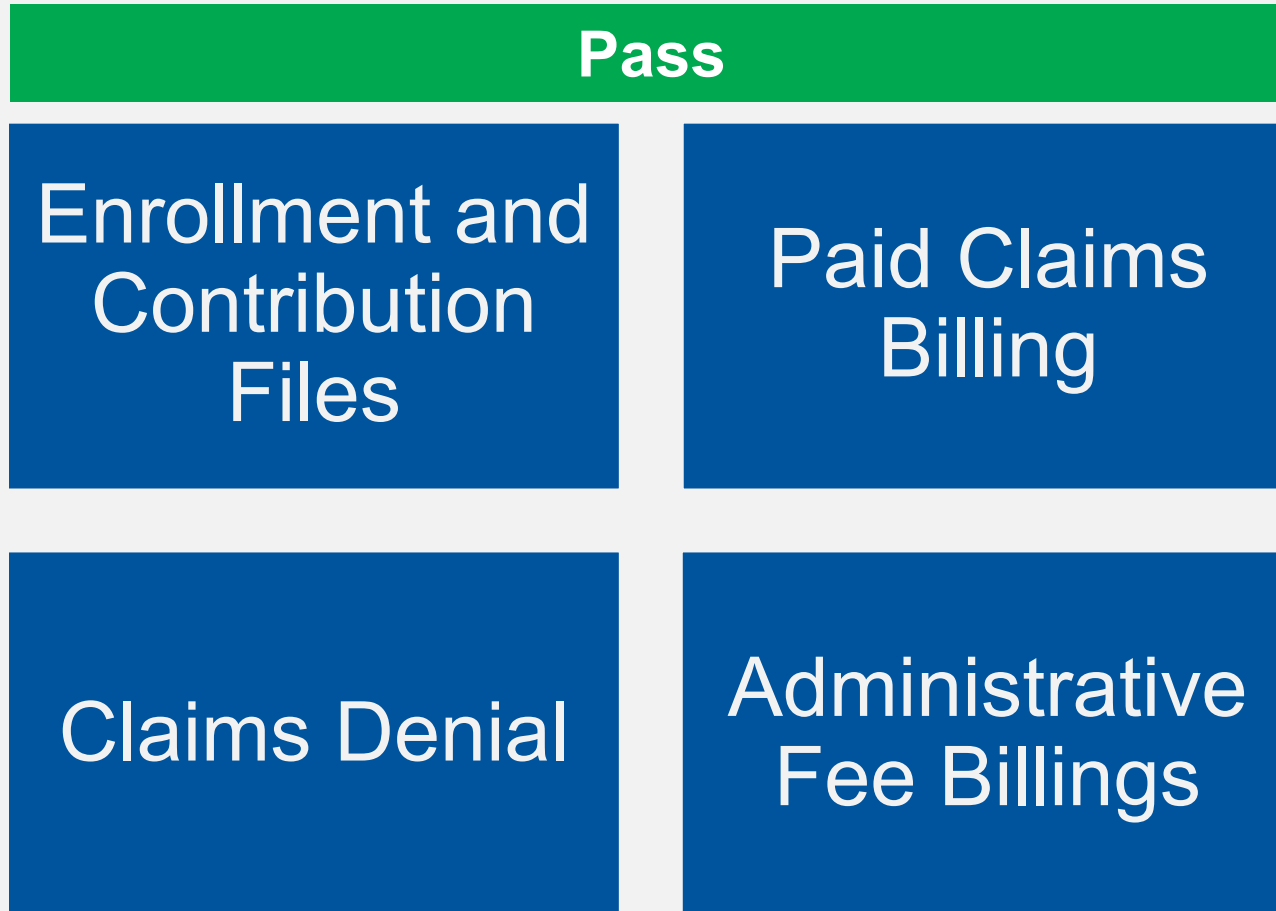 Pass
Enrollment and
Contribution
Files
Paid Claims
Billing
Claims Denial
Administrative
Fee Billings